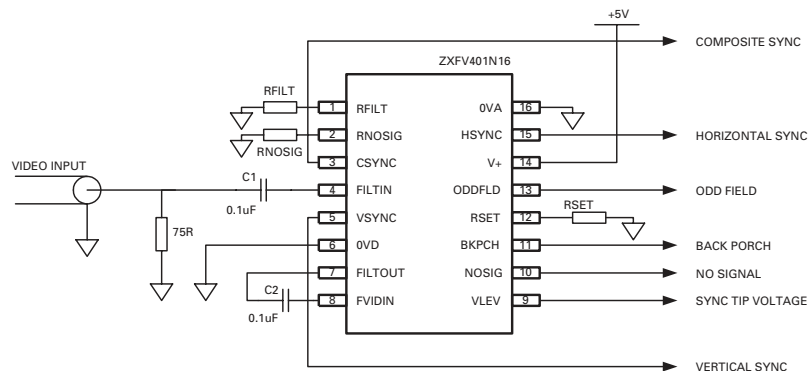 +5V
COMPOSITE SYNC
ZXFV401N16
RFILT
1 RFILT 0VA 16
2 RNOSIG HSYNC 15 HORIZONTAL SYNC
RNOSIG
3 CSYNC V+ 14
VIDEO INPUT
C1
0.1uF
4 FILTIN ODDFLD 13 ODD FIELD
RSET
5 VSYNC RSET 12
75R
6 0VD BKPCH 11 BACK PORCH
7 FILTOUT NOSIG 10 NO SIGNAL
C2
0.1uF
8 FVIDIN VLEV 9 SYNC TIP VOLTAGE
VERTICAL SYNC